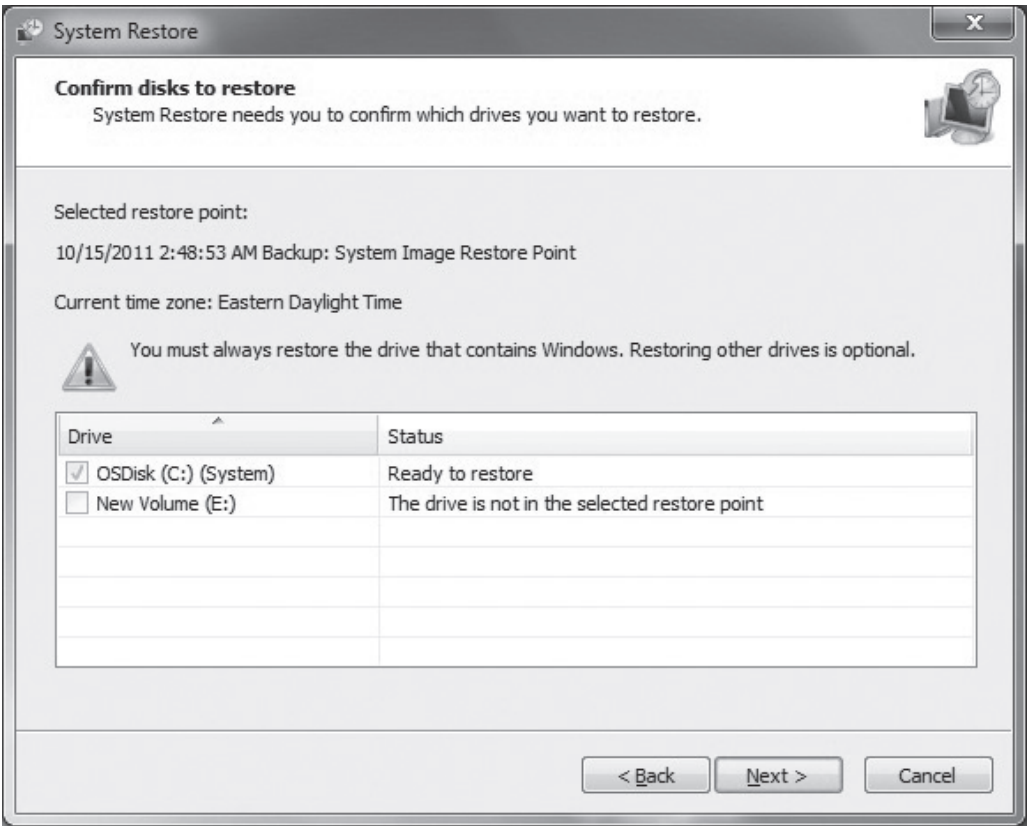 System Restore
Confirm disks to restore
System Restore needs you to confirm which drives you want to restore.
Selected restore point:
10/15/2011 2:48:53 AM Backup: System Image Restore Point
Current time zone: Eastern Daylight Time
You must always restore the drive that contains Windows. Restoring other drives is optional.
Drive Status
OSDisk (C:) (System) Ready to restore
New Volume (E:) The drive is not in the selected restore point
< Back Next > Cancel